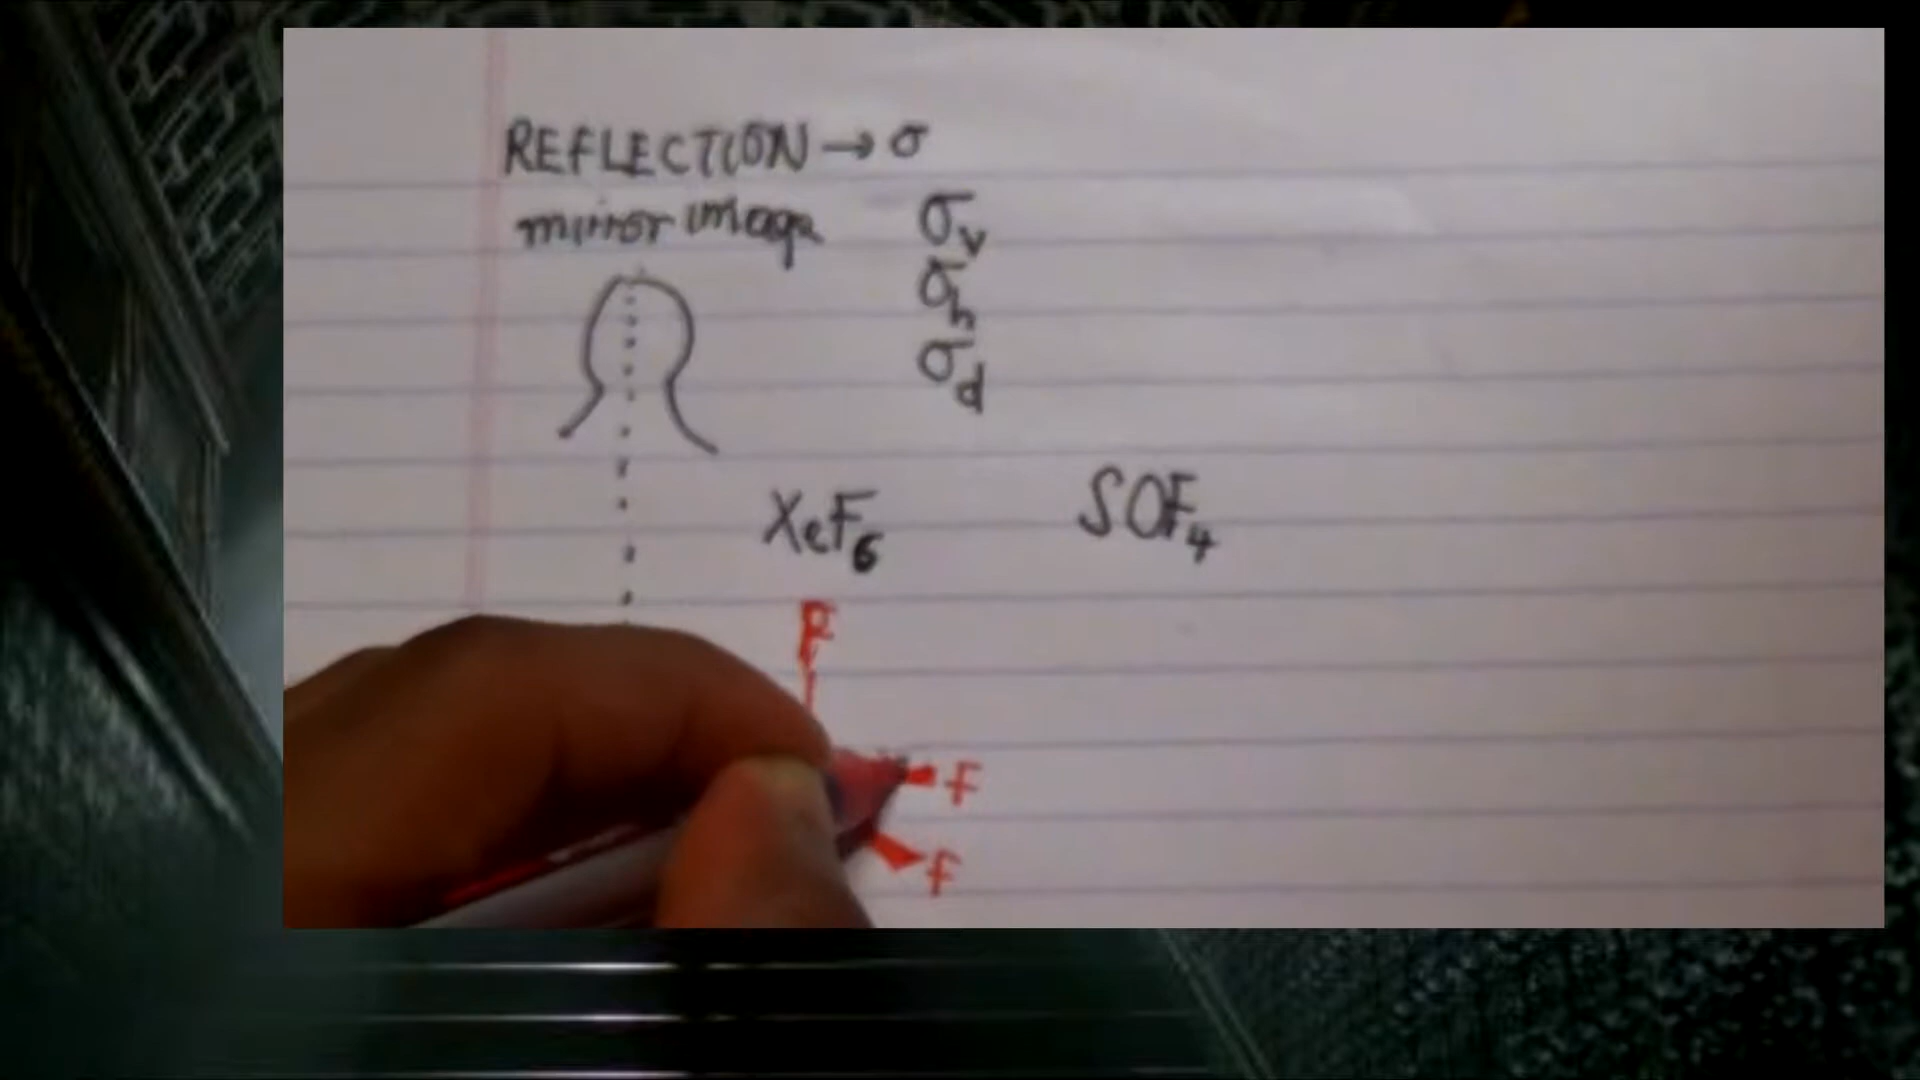 REFLECTION → σ
mirror image
σv
σh
σd
XeF6
SOF4
F
F
F